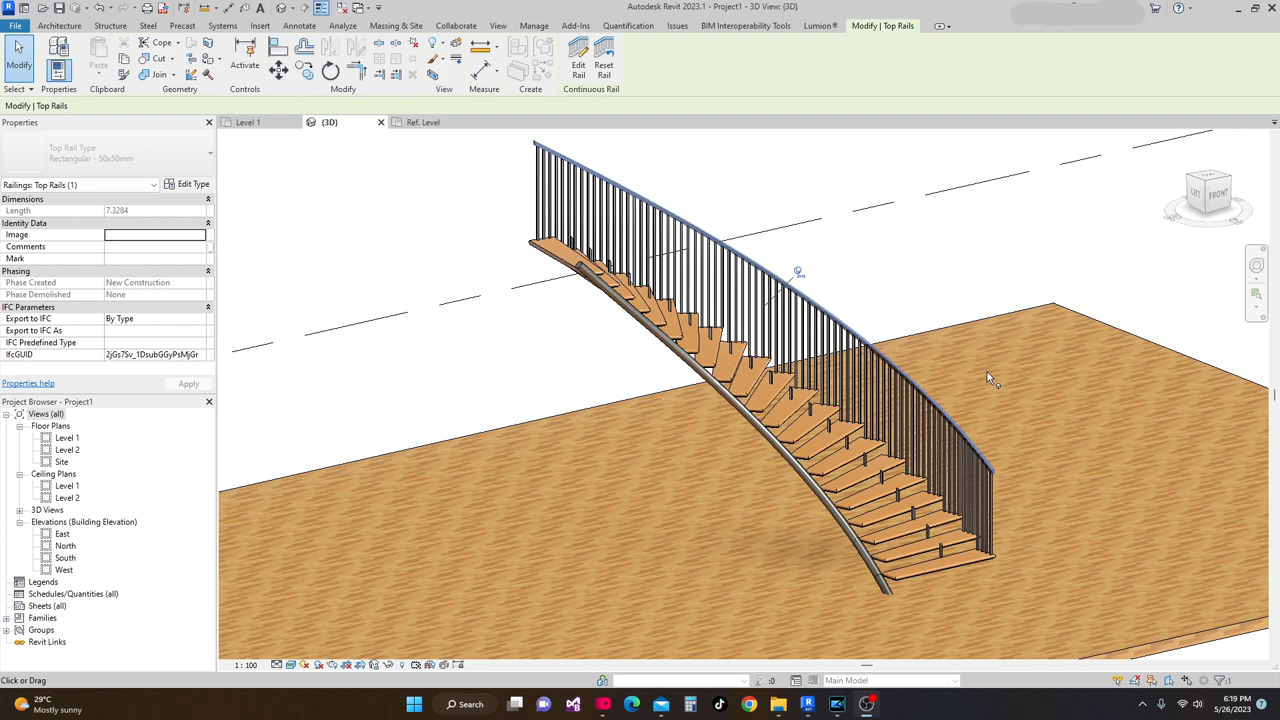 Autodesk Revit 2023.1 - Project1 - 3D View: {3D}
File
Architecture
Structure
Steel
Precast
Systems
Insert
Annotate
Analyze
Massing & Site
Collaborate
View
Manage
Add-Ins
Quantification
Issues
BIM Interoperability Tools
Lumion®
Modify | Top Rails
Modify
Paste
Cope
Cut
Join
Activate
Edit Rail
Reset Rail
Select
Properties
Clipboard
Geometry
Controls
Modify
View
Measure
Create
Continuous Rail
Modify | Top Rails
Properties
Level 1
{3D}
Ref. Level
Top Rail Type
Rectangular - 50x50mm
Railings: Top Rails (1)
Edit Type
Dimensions
Length 7.3284
Identity Data
Image
Comments
Mark
Phasing
Phase Created New Construction
Phase Demolished None
IFC Parameters
Export to IFC By Type
Export to IFC As
IFC Predefined Type
IfcGUID 2jGs7Sv_1DsubGGyPsMjGr
Properties help
Apply
Project Browser - Project1
Views (all)
Floor Plans
Level 1
Level 2
Site
Ceiling Plans
Level 1
Level 2
3D Views
Elevations (Building Elevation)
East
North
South
West
Legends
Schedules/Quantities (all)
Sheets (all)
Families
Groups
Revit Links
LEFT
FRONT
1 : 100
Click or Drag
:0
Main Model
:1
29°C
Mostly sunny
Search
6:19 PM
5/26/2023